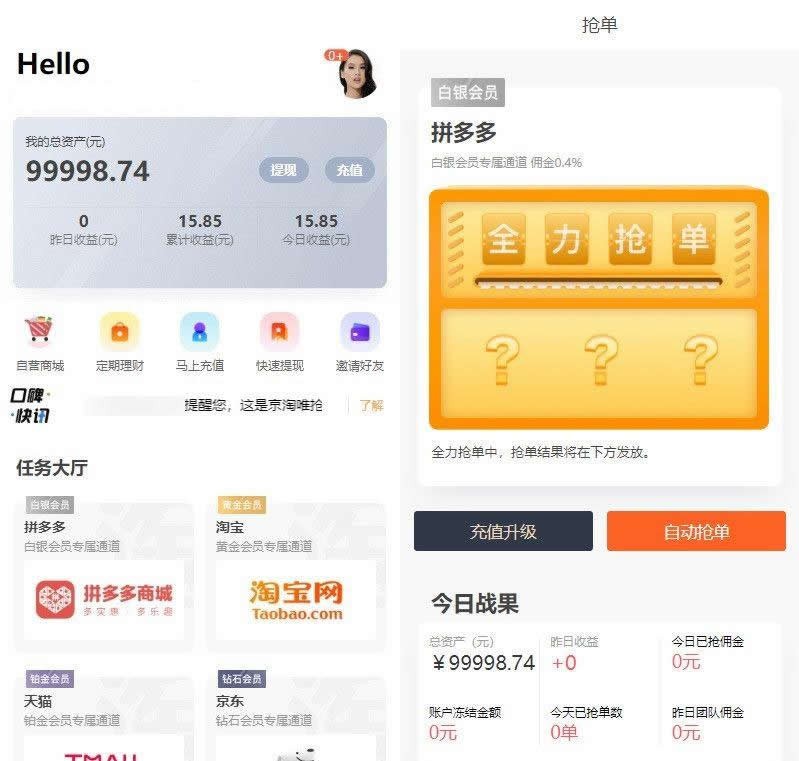 Hello
0+
我的总资产(元)
99998.74
提现
充值
0
15.85
15.85
昨日收益(元)
累计收益(元)
今日收益(元)
自营商城
定期理财
马上充值
快速提现
邀请好友
口碑
快讯
提醒您，这是京淘唯抢
了解
任务大厅
白银会员
拼多多
白银会员专属通道
拼多多商城
多实惠 多乐趣
黄金会员
淘宝
黄金会员专属通道
淘宝网
Taobao.com
铂金会员
天猫
铂金会员专属通道
TMALL
钻石会员
京东
钻石会员专属通道
抢单
白银会员
拼多多
白银会员专属通道 佣金0.4%
全力抢单
? ? ?
全力抢单中，抢单结果将在下方发放。
充值升级
自动抢单
今日战果
总资产（元）
￥99998.74
昨日收益
+0
今日已抢佣金
0元
账户冻结金额
0元
今天已抢单数
0单
昨日团队佣金
0元